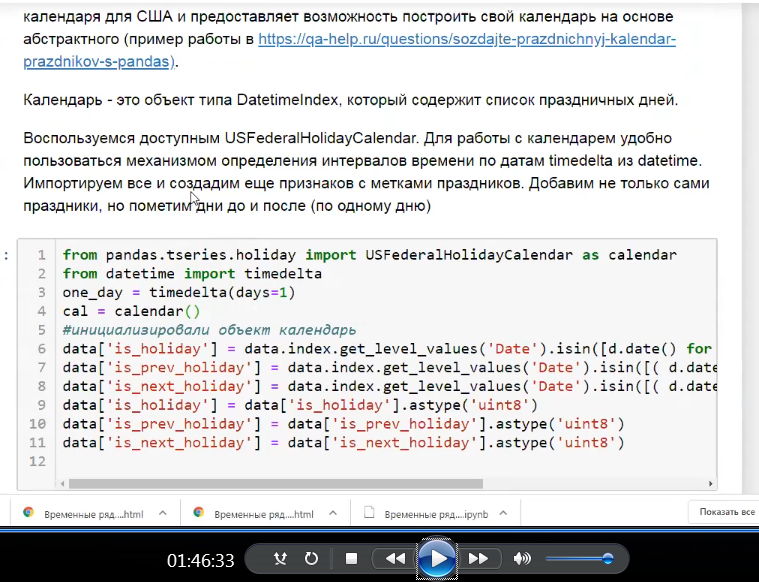 календаря для США и предоставляет возможность построить свой календарь на основе
абстрактного (пример работы в https://qa-help.ru/questions/sozdajte-prazdnichnyj-kalendar-
prazdnikov-s-pandas).
Календарь - это объект типа DatetimeIndex, который содержит список праздничных дней.
Воспользуемся доступным USFederalHolidayCalendar. Для работы с календарем удобно
пользоваться механизмом определения интервалов времени по датам timedelta из datetime.
Импортируем все и создадим еще признаков с метками праздников. Добавим не только сами
праздники, но пометим дни до и после (по одному дню)
:
1 from pandas.tseries.holiday import USFederalHolidayCalendar as calendar
2 from datetime import timedelta
3 one_day = timedelta(days=1)
4 cal = calendar()
5 #инициализировали объект календарь
6 data['is_holiday'] = data.index.get_level_values('Date').isin([d.date() for
7 data['is_prev_holiday'] = data.index.get_level_values('Date').isin([( d.date
8 data['is_next_holiday'] = data.index.get_level_values('Date').isin([( d.date
9 data['is_holiday'] = data['is_holiday'].astype('uint8')
10 data['is_prev_holiday'] = data['is_prev_holiday'].astype('uint8')
11 data['is_next_holiday'] = data['is_next_holiday'].astype('uint8')
12
Временные ряд....html Временные ряд....html Временные ряд....ipynb Показать все
01:46:33